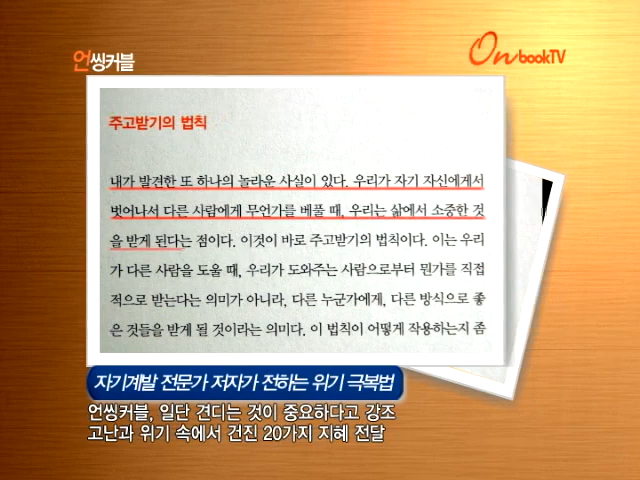 언씽커블
OnbookTV
주고받기의 법칙
내가 발견한 또 하나의 놀라운 사실이 있다. 우리가 자기 자신에게서
벗어나서 다른 사람에게 무언가를 베풀 때, 우리는 삶에서 소중한 것
을 받게 된다는 점이다. 이것이 바로 주고받기의 법칙이다. 이는 우리
가 다른 사람을 도울 때, 우리가 도와주는 사람으로부터 뭔가를 직접
적으로 받는다는 의미가 아니라, 다른 누군가에게, 다른 방식으로 좋
은 것들을 받게 될 것이라는 의미다. 이 법칙이 어떻게 작용하는지 좀
자기계발 전문가 저자가 전하는 위기 극복법
언씽커블, 일단 견디는 것이 중요하다고 강조
고난과 위기 속에서 건진 20가지 지혜 전달